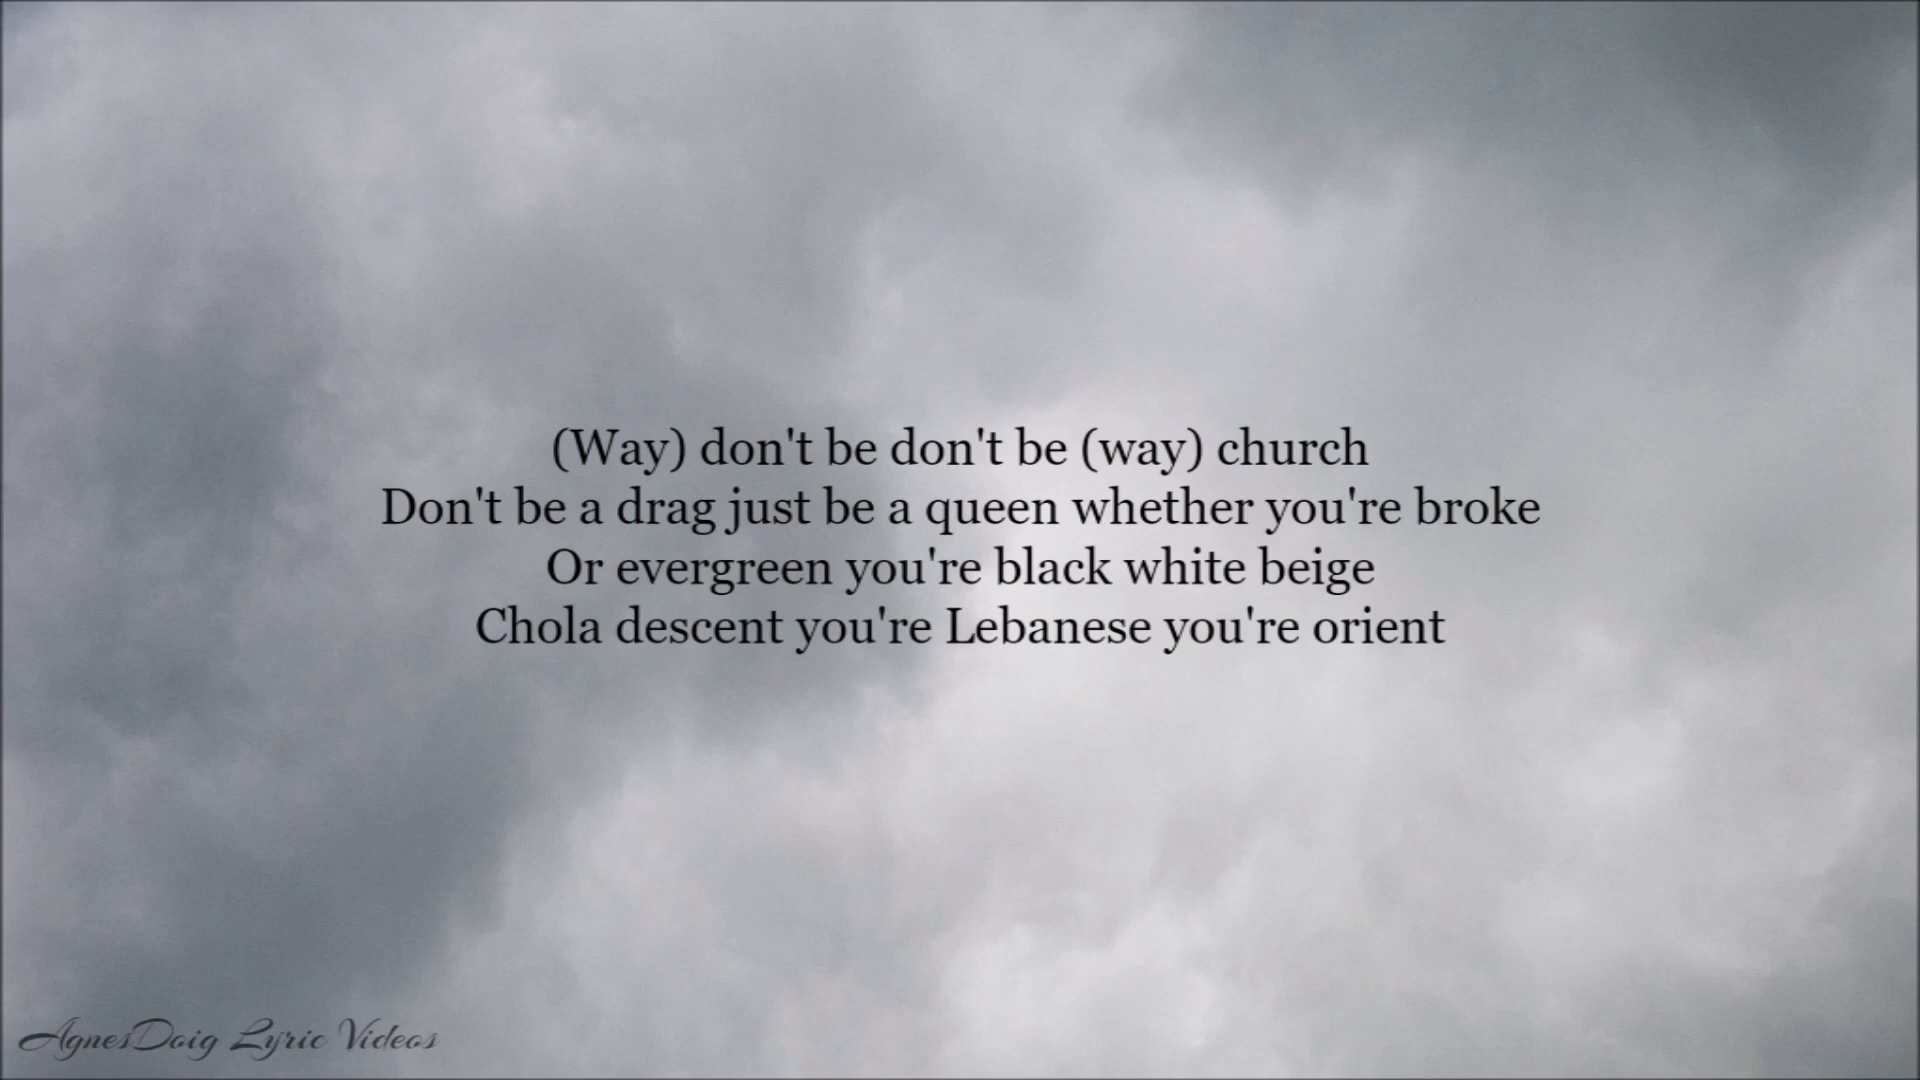 (Way) don't be don't be (way) church
Don't be a drag just be a queen whether you're broke
Or evergreen you're black white beige
Chola descent you're Lebanese you're orient
AgnesDoig Lyric Videos